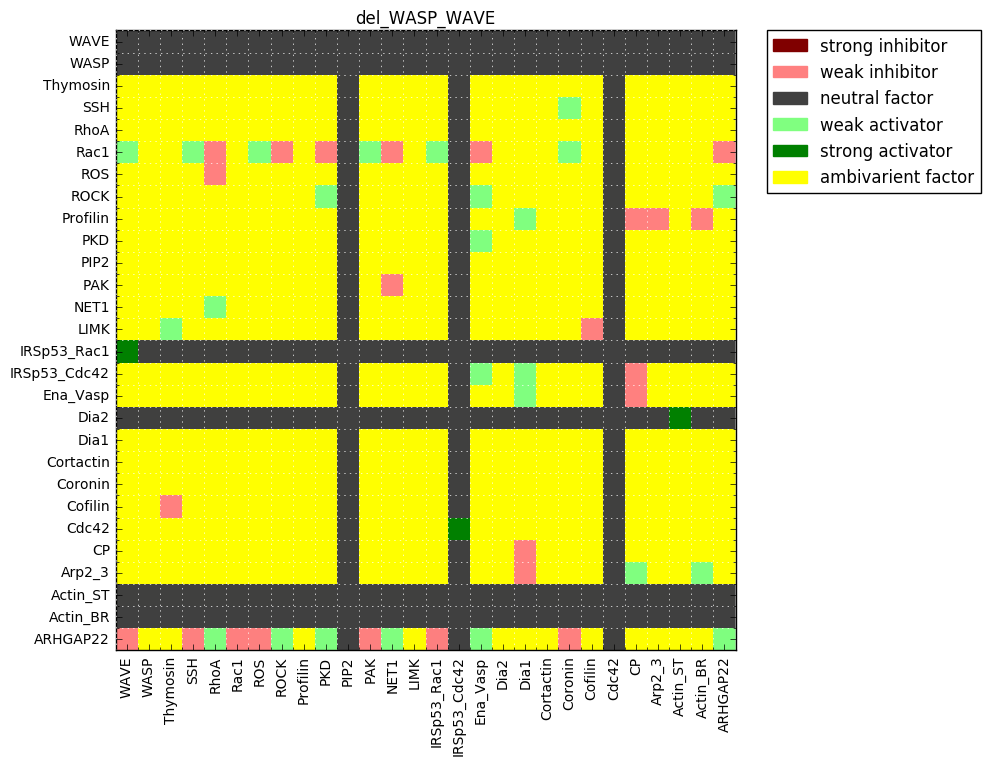 del_WASP_WAVE
WAVE
WASP
Thymosin
SSH
RhoA
Rac1
ROS
ROCK
Profilin
PKD
PIP2
PAK
NET1
LIMK
IRSp53_Rac1
IRSp53_Cdc42
Ena_Vasp
Dia2
Dia1
Cortactin
Coronin
Cofilin
Cdc42
CP
Arp2_3
Actin_ST
Actin_BR
ARHGAP22
WAVE
WASP
Thymosin
SSH
RhoA
Rac1
ROS
ROCK
Profilin
PKD
PIP2
PAK
NET1
LIMK
IRSp53_Rac1
IRSp53_Cdc42
Ena_Vasp
Dia2
Dia1
Cortactin
Coronin
Cofilin
Cdc42
CP
Arp2_3
Actin_ST
Actin_BR
ARHGAP22
strong inhibitor
weak inhibitor
neutral factor
weak activator
strong activator
ambivarient factor